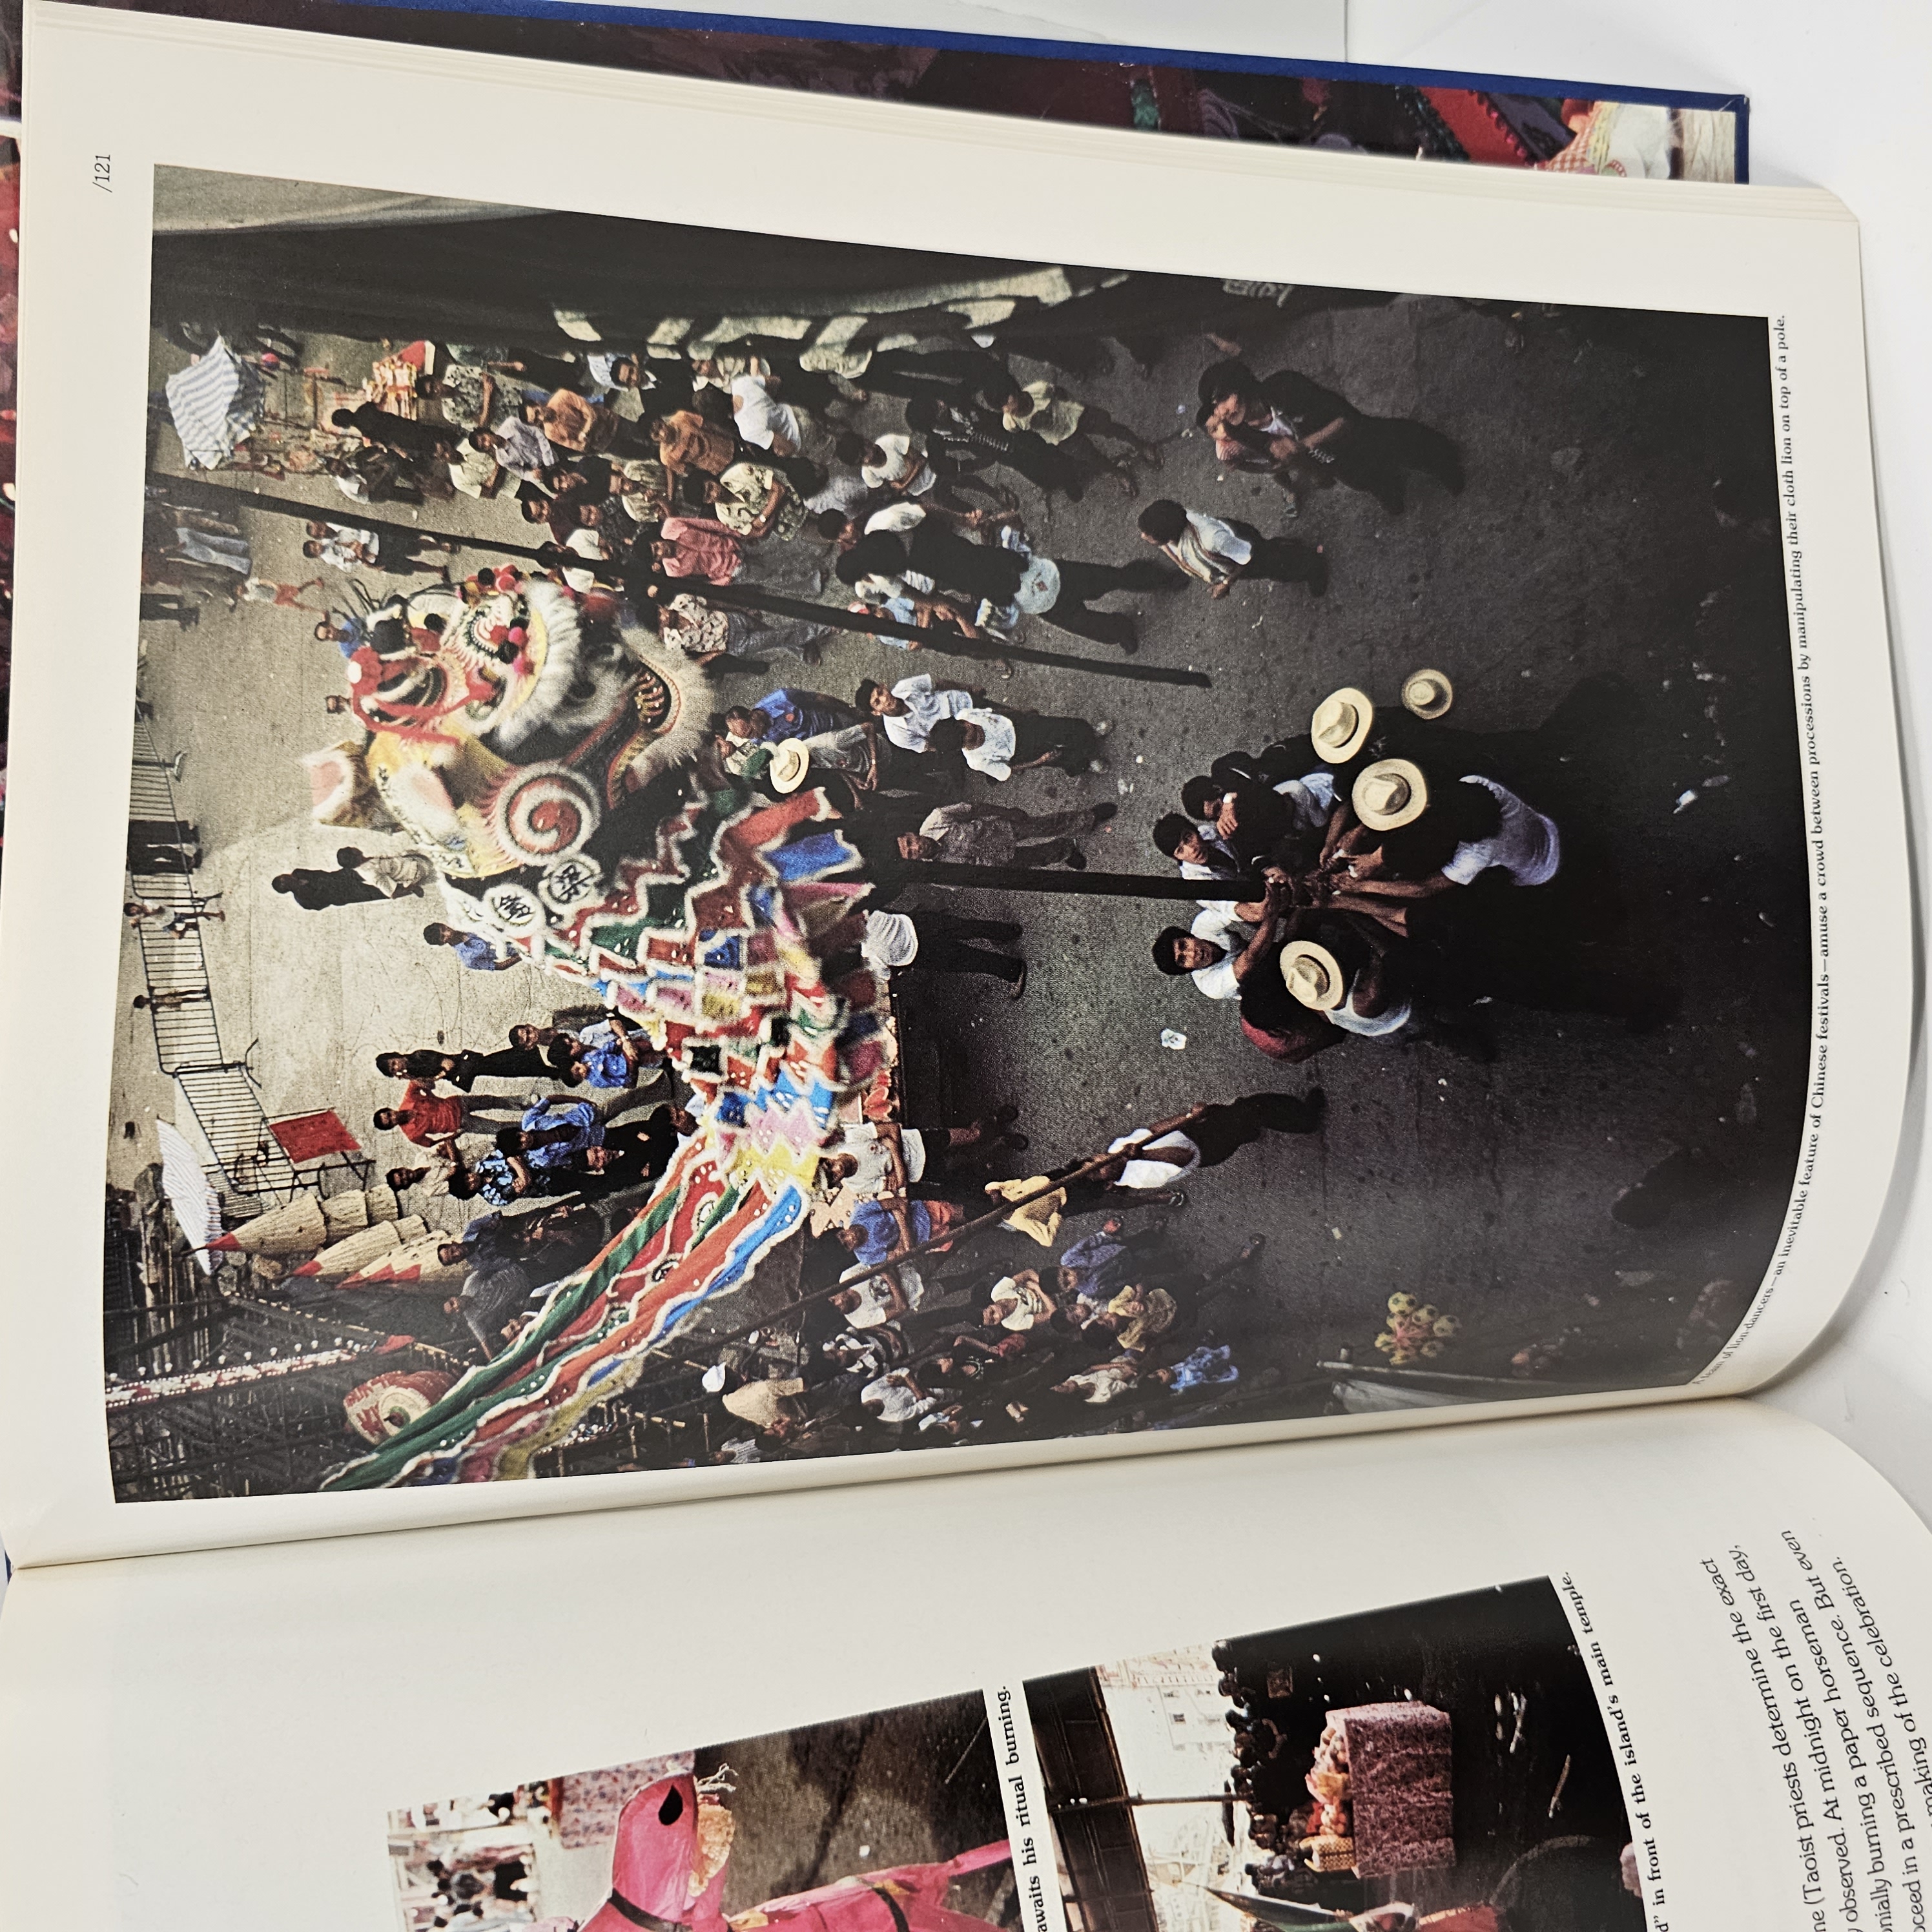 awaits his ritual burning.
d” in front of the island's main temple.
ne (Taoist priests determine the exact
y observed. At midnight on the first day,
onially burning a paper horseman
oceed in a prescribed sequence. But even
making of the celebration.
/121
A team of lion-dancers—an inevitable feature of Chinese festivals—amuse a crowd between processions by manipulating their cloth lion on top of a pole.